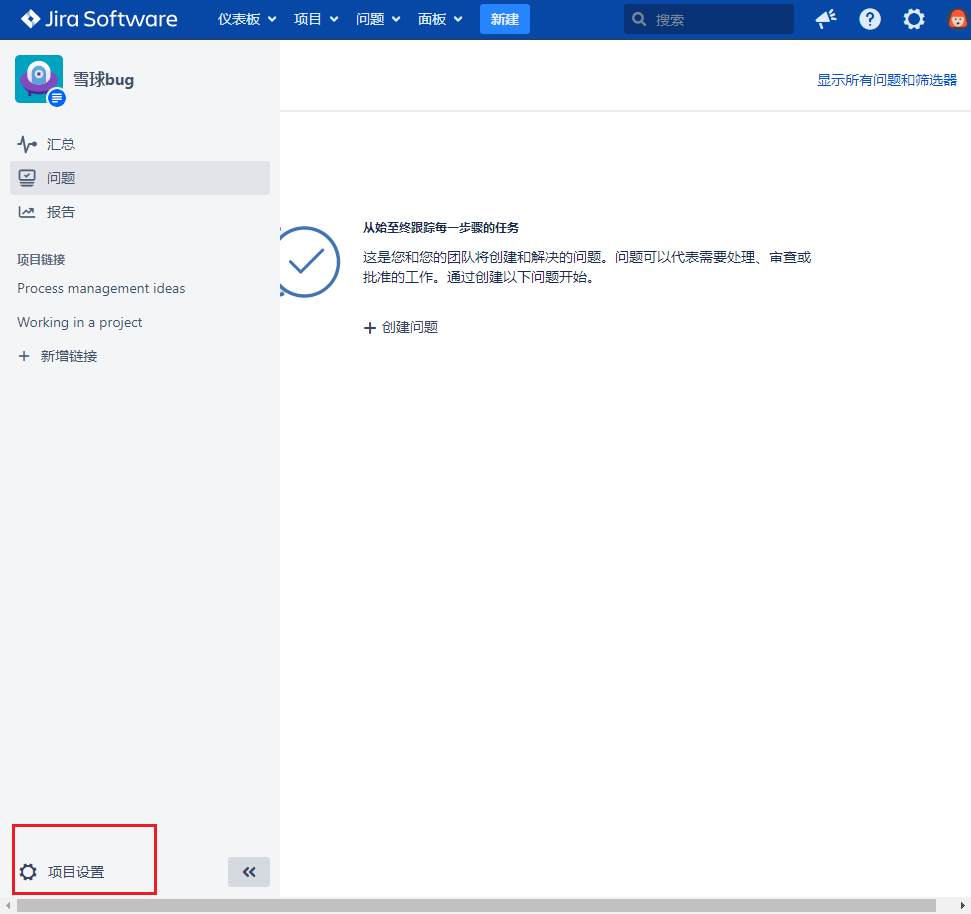 Jira Software 仪表板 项目 问题 面板 新建 搜索
雪球bug
显示所有问题和筛选器
汇总
问题
报告
项目链接
Process management ideas
Working in a project
+ 新增链接
从始至终跟踪每一步骤的任务
这是您和您的团队将创建和解决的问题。问题可以代表需要处理、审查或
批准的工作。通过创建以下问题开始。
+ 创建问题
项目设置